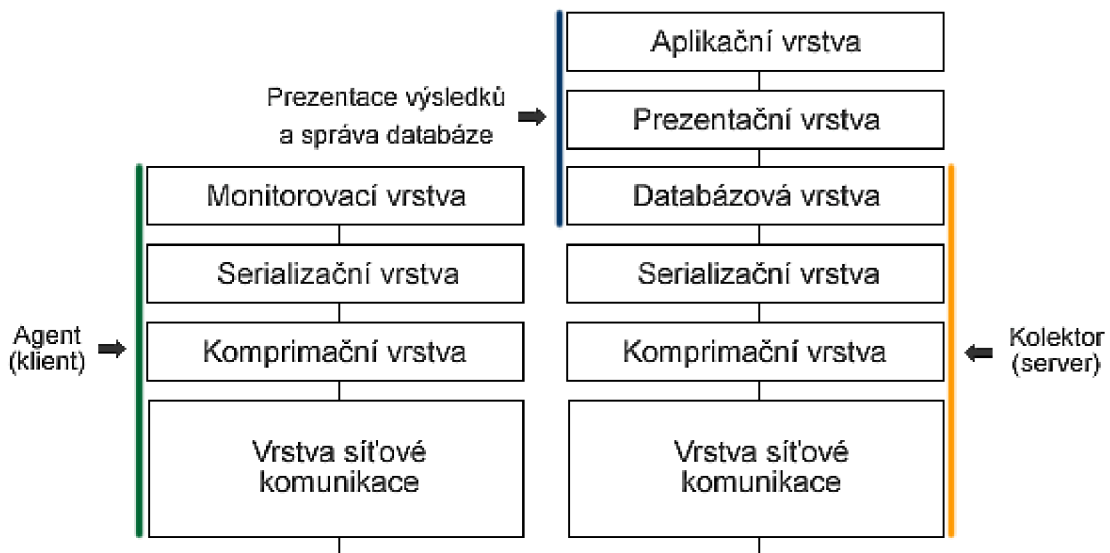 Aplikační vrstva
Prezentace výsledků
a správa databáze
Prezentační vrstva
Monitorovací vrstva
Databázová vrstva
Serializační vrstva
Serializační vrstva
Agent
(klient)
Komprimační vrstva
Komprimační vrstva
Kolektor
(server)
Vrstva síťové
komunikace
Vrstva síťové
komunikace